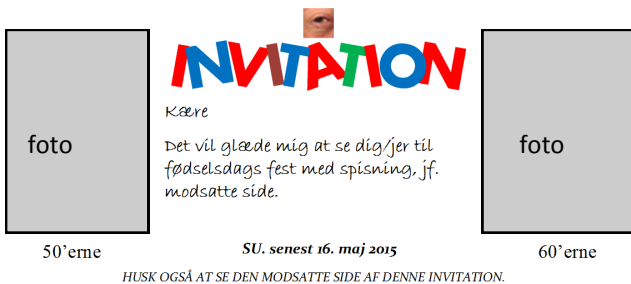 INVITATION
foto
Kære
Det vil glæde mig at se dig/jer til
fødselsdags fest med spisning, jf.
modsatte side.
foto
50'erne
SU. senest 16. maj 2015
60'erne
HUSK OGSÅ AT SE DEN MODSATTE SIDE AF DENNE INVITATION.